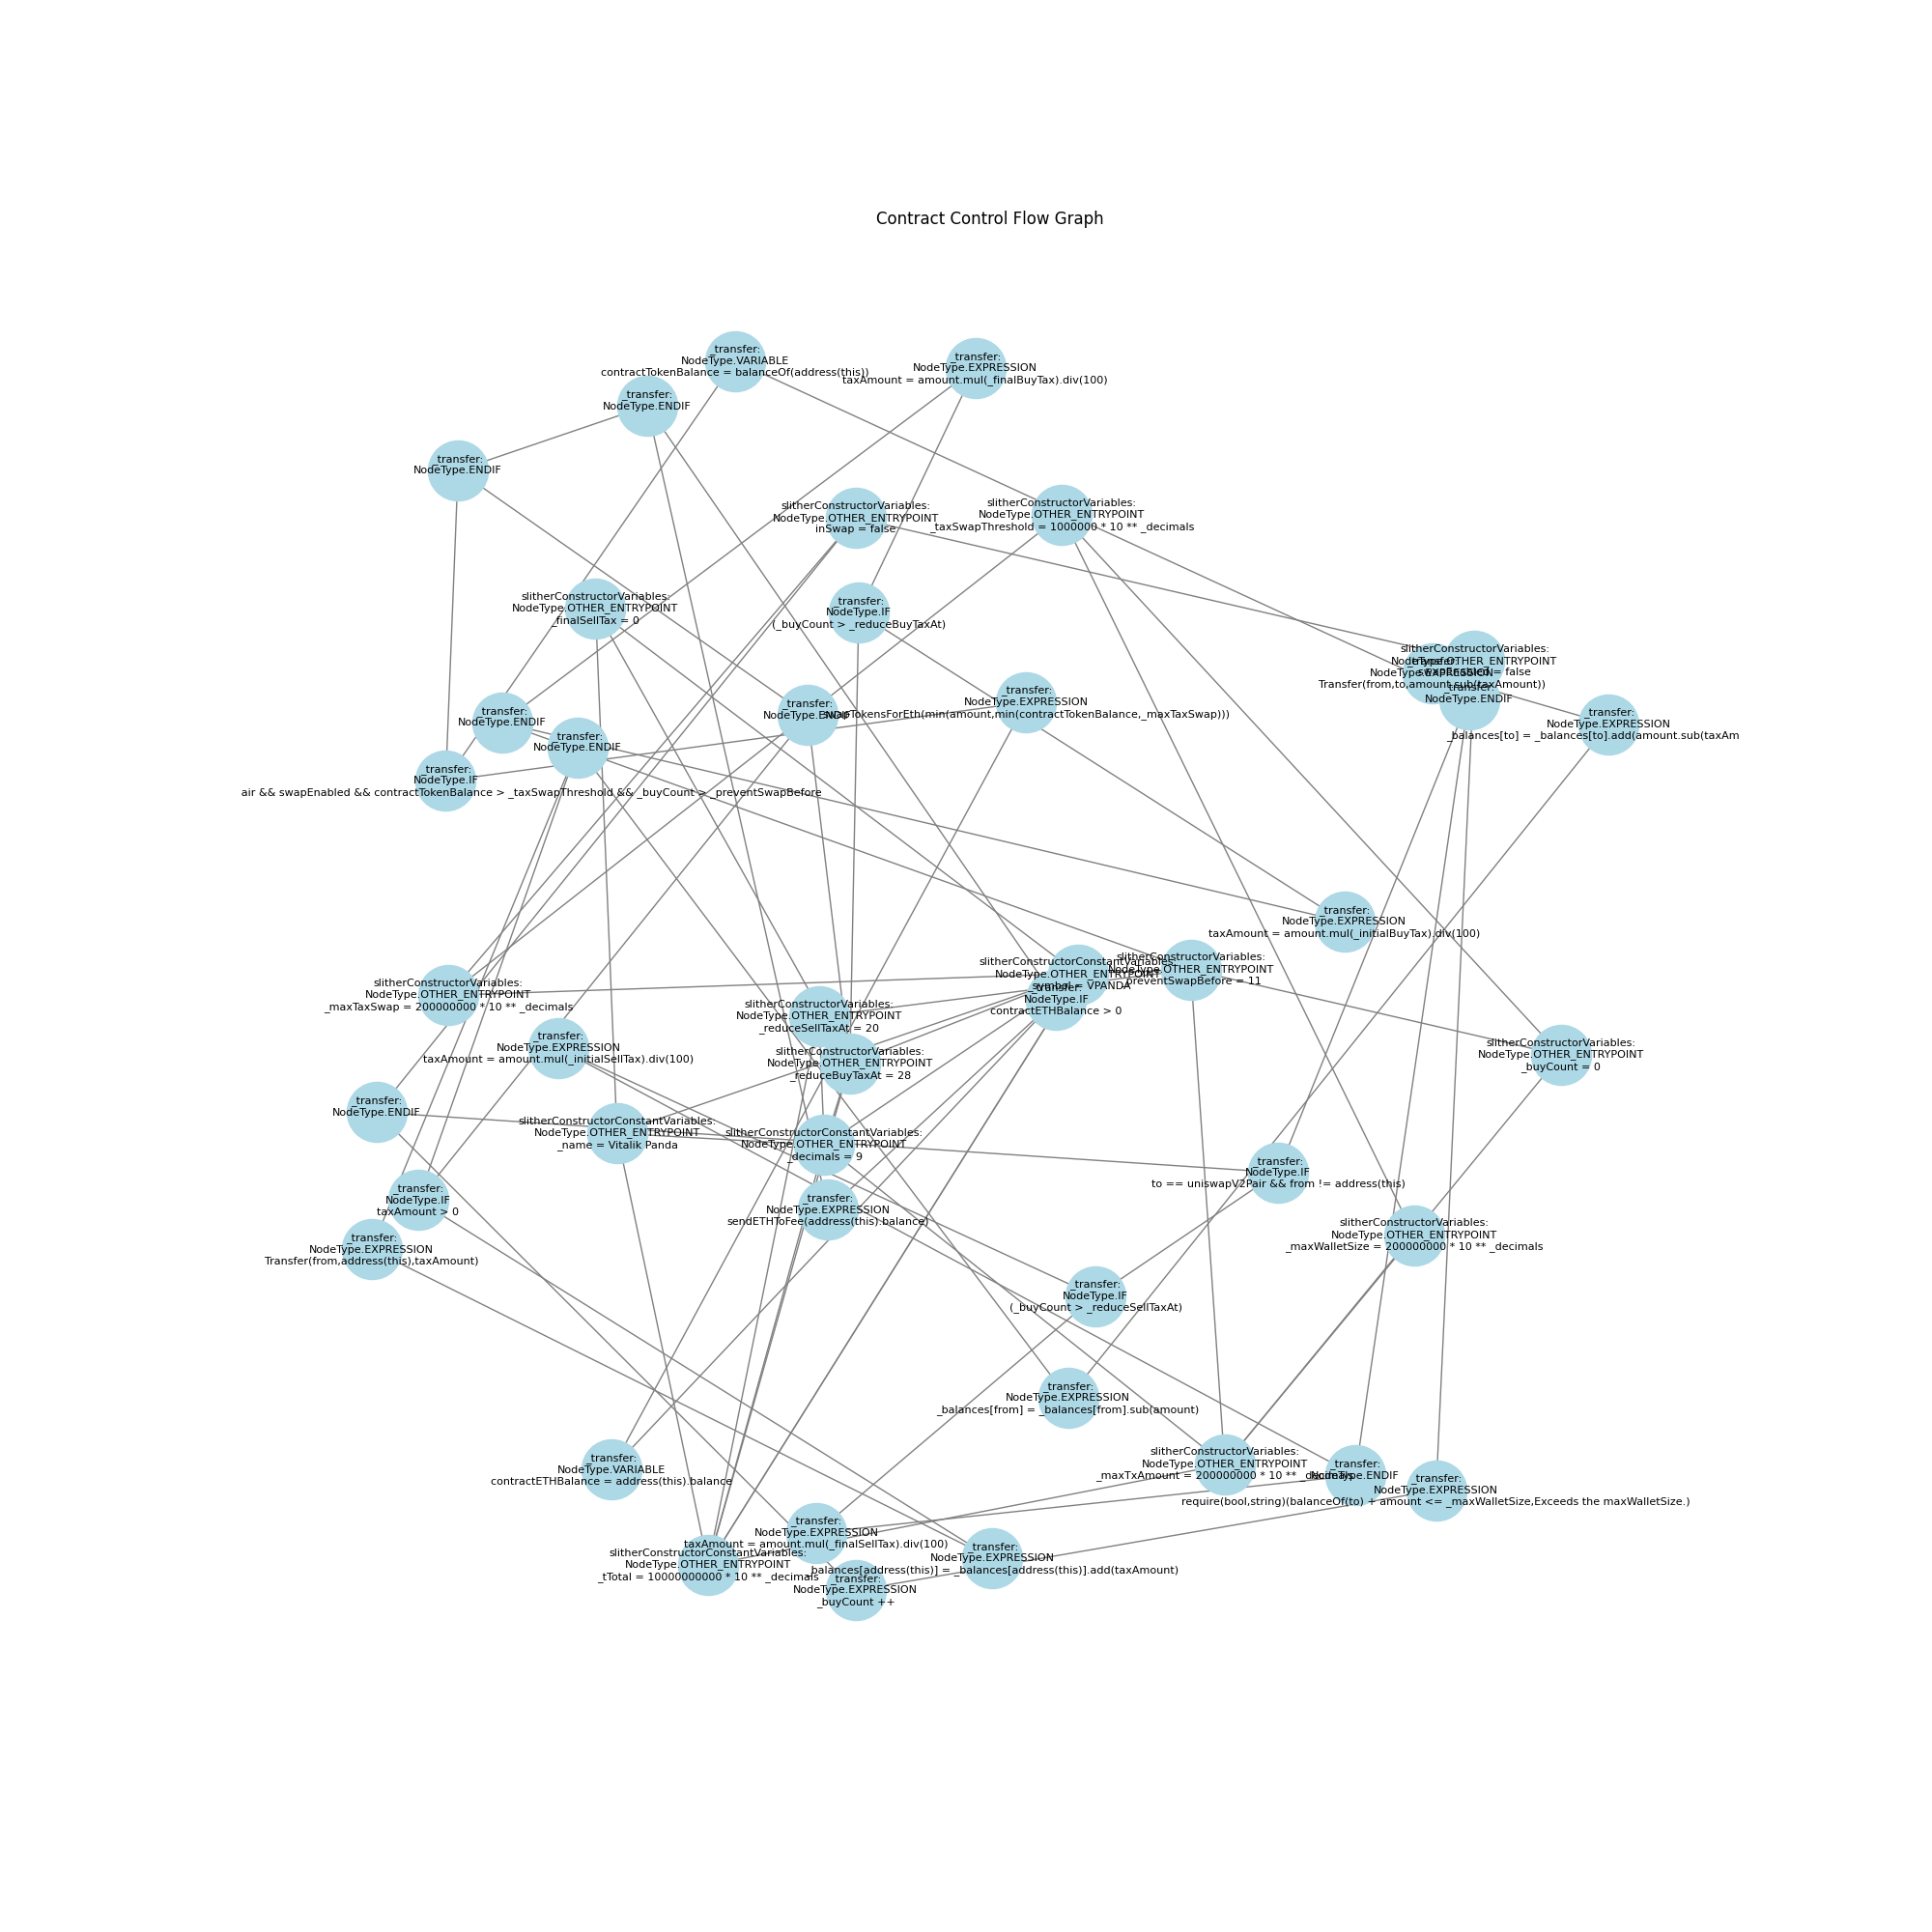 Contract Control Flow Graph
_transfer:
NodeType.VARIABLE
contractTokenBalance = balanceOf(address(this))
_transfer:
NodeType.EXPRESSION
taxAmount = amount.mul(_finalBuyTax).div(100)
_transfer:
NodeType.ENDIF
_transfer:
NodeType.ENDIF
slitherConstructorVariables:
NodeType.OTHER_ENTRYPOINT
inSwap = false
slitherConstructorVariables:
NodeType.OTHER_ENTRYPOINT
_taxSwapThreshold = 1000000 * 10 ** _decimals
slitherConstructorVariables:
NodeType.OTHER_ENTRYPOINT
_finalSellTax = 0
_transfer:
NodeType.IF
(_buyCount > _reduceBuyTaxAt)
slitherConstructorVariables:
NodeType.OTHER_ENTRYPOINT
= false
_transfer:
NodeType.EXPRESSION
Transfer(from,to,amount.sub(taxAmount))
_transfer:
NodeType.ENDIF
_transfer:
NodeType.EXPRESSION
_balances[to] = _balances[to].add(amount.sub(taxAm
_transfer:
NodeType.ENDIF
_transfer:
NodeType.ENDIF
_transfer:
NodeType.ENDIF
_transfer:
NodeType.EXPRESSION
swapTokensForEth(min(amount,min(contractTokenBalance,_maxTaxSwap)))
_transfer:
NodeType.IF
air && swapEnabled && contractTokenBalance > _taxSwapThreshold && _buyCount > _preventSwapBefore
_transfer:
NodeType.EXPRESSION
taxAmount = amount.mul(_initialBuyTax).div(100)
slitherConstructorConstantVariables:
NodeType.OTHER_ENTRYPOINT
_symbol = VPANDA
slitherConstructorVariables:
NodeType.OTHER_ENTRYPOINT
_preventSwapBefore = 11
_transfer:
NodeType.IF
contractETHBalance > 0
slitherConstructorVariables:
NodeType.OTHER_ENTRYPOINT
_maxTaxSwap = 200000000 * 10 ** _decimals
slitherConstructorVariables:
NodeType.OTHER_ENTRYPOINT
_reduceSellTaxAt = 20
_transfer:
NodeType.EXPRESSION
taxAmount = amount.mul(_initialSellTax).div(100)
slitherConstructorVariables:
NodeType.OTHER_ENTRYPOINT
_reduceBuyTaxAt = 28
slitherConstructorVariables:
NodeType.OTHER_ENTRYPOINT
_buyCount = 0
_transfer:
NodeType.ENDIF
slitherConstructorConstantVariables:
NodeType.OTHER_ENTRYPOINT
_name = Vitalik Panda
slitherConstructorConstantVariables:
NodeType.OTHER_ENTRYPOINT
_decimals = 9
_transfer:
NodeType.IF
to == uniswapV2Pair && from != address(this)
_transfer:
NodeType.IF
taxAmount > 0
_transfer:
NodeType.EXPRESSION
sendETHToFee(address(this).balance)
slitherConstructorVariables:
NodeType.OTHER_ENTRYPOINT
_maxWalletSize = 200000000 * 10 ** _decimals
_transfer:
NodeType.EXPRESSION
Transfer(from,address(this),taxAmount)
_transfer:
NodeType.IF
(_buyCount > _reduceSellTaxAt)
_transfer:
NodeType.EXPRESSION
_balances[from] = _balances[from].sub(amount)
_transfer:
NodeType.VARIABLE
contractETHBalance = address(this).balance
slitherConstructorVariables:
NodeType.OTHER_ENTRYPOINT
_maxTxAmount = 200000000 * 10 ** _decimals
_transfer:
NodeType.ENDIF
_transfer:
NodeType.EXPRESSION
require(bool,string)(balanceOf(to) + amount <= _maxWalletSize,Exceeds the maxWalletSize.)
_transfer:
NodeType.EXPRESSION
taxAmount = amount.mul(_finalSellTax).div(100)
slitherConstructorConstantVariables:
NodeType.OTHER_ENTRYPOINT
_tTotal = 10000000000 * 10 ** _decimals
_transfer:
NodeType.EXPRESSION
_balances[address(this)] = _balances[address(this)].add(taxAmount)
_transfer:
NodeType.EXPRESSION
_buyCount ++